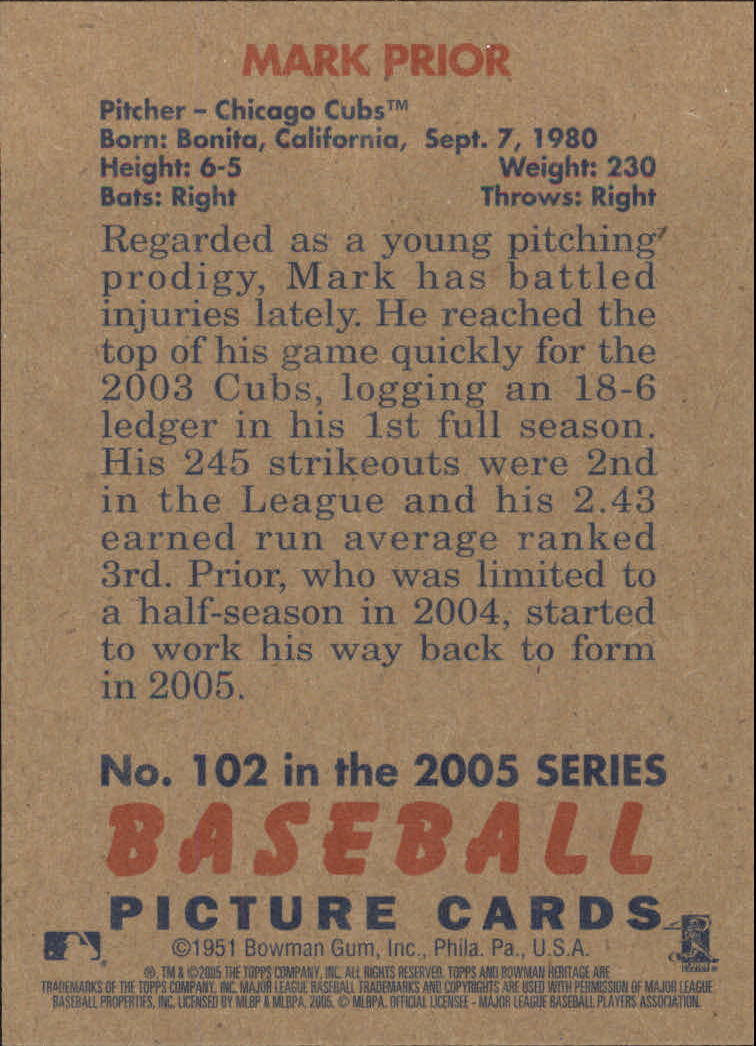 MARK PRIOR
Pitcher – Chicago Cubs™
Born: Bonita, California, Sept. 7, 1980
Height: 6-5 Weight: 230
Bats: Right Throws: Right
Regarded as a young pitching
prodigy, Mark has battled
injuries lately. He reached the
top of his game quickly for the
2003 Cubs, logging an 18-6
ledger in his 1st full season.
His 245 strikeouts were 2nd
in the League and his 2.43
earned run average ranked
3rd. Prior, who was limited to
a half-season in 2004, started
to work his way back to form
in 2005.
No. 102 in the 2005 SERIES
BASEBALL
PICTURE CARDS
©1951 Bowman Gum, Inc., Phila. Pa., U.S.A.
®, TM & ©2005 THE TOPPS COMPANY, INC. ALL RIGHTS RESERVED. TOPPS AND BOWMAN HERITAGE ARE
TRADEMARKS OF THE TOPPS COMPANY, INC. MAJOR LEAGUE BASEBALL TRADEMARKS AND COPYRIGHTS ARE USED WITH PERMISSION OF MAJOR LEAGUE
BASEBALL PROPERTIES, INC. LICENSED BY MLBP & MLBPA, 2005. © MLBPA. OFFICIAL LICENSEE - MAJOR LEAGUE BASEBALL PLAYERS ASSOCIATION.